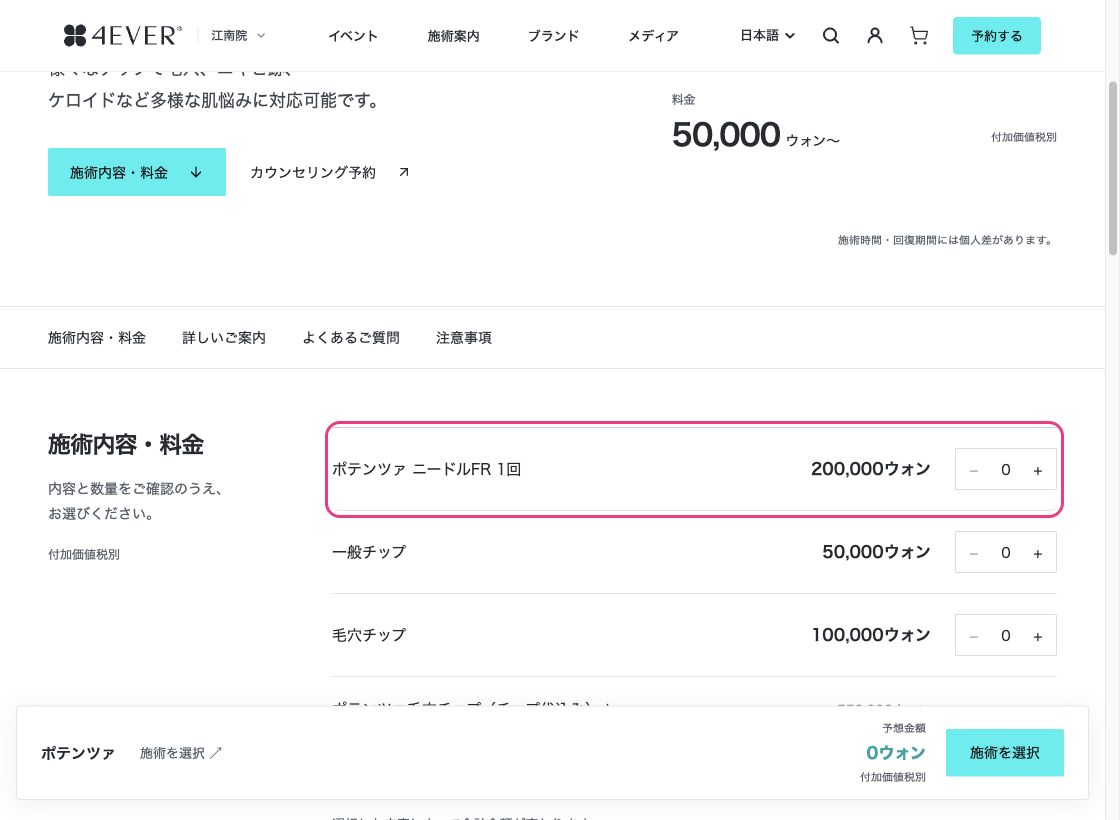 4EVER®
江南院
イベント
施術案内
ブランド
メディア
日本語
予約する
ケロイドなど多様な肌悩みに対応可能です。
施術内容・料金 ↓
カウンセリング予約 ↗
料金
50,000 ウォン〜
付加価値税別
施術時間・回復期間には個人差があります。
施術内容・料金
詳しいご案内
よくあるご質問
注意事項
施術内容・料金
内容と数量をご確認のうえ、
お選びください。
付加価値税別
ポテンツァ ニードルFR 1回 200,000ウォン − 0 +
一般チップ 50,000ウォン − 0 +
毛穴チップ 100,000ウォン − 0 +
ポテンツァ
施術を選択
予想金額
0ウォン
付加価値税別
施術を選択